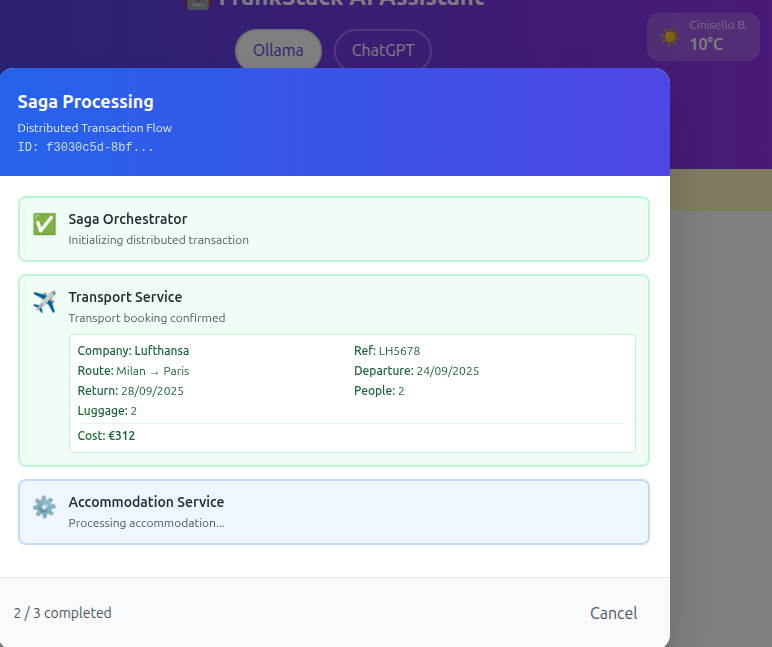 FrankStack AI Assistant
Ollama
ChatGPT
Cinisello B.
10°C
Saga Processing
Distributed Transaction Flow
ID: f3030c5d-8bf...
Saga Orchestrator
Initializing distributed transaction
Transport Service
Transport booking confirmed
Company: Lufthansa
Ref: LH5678
Route: Milan → Paris
Departure: 24/09/2025
Return: 28/09/2025
People: 2
Luggage: 2
Cost: €312
Accommodation Service
Processing accommodation...
2 / 3 completed
Cancel